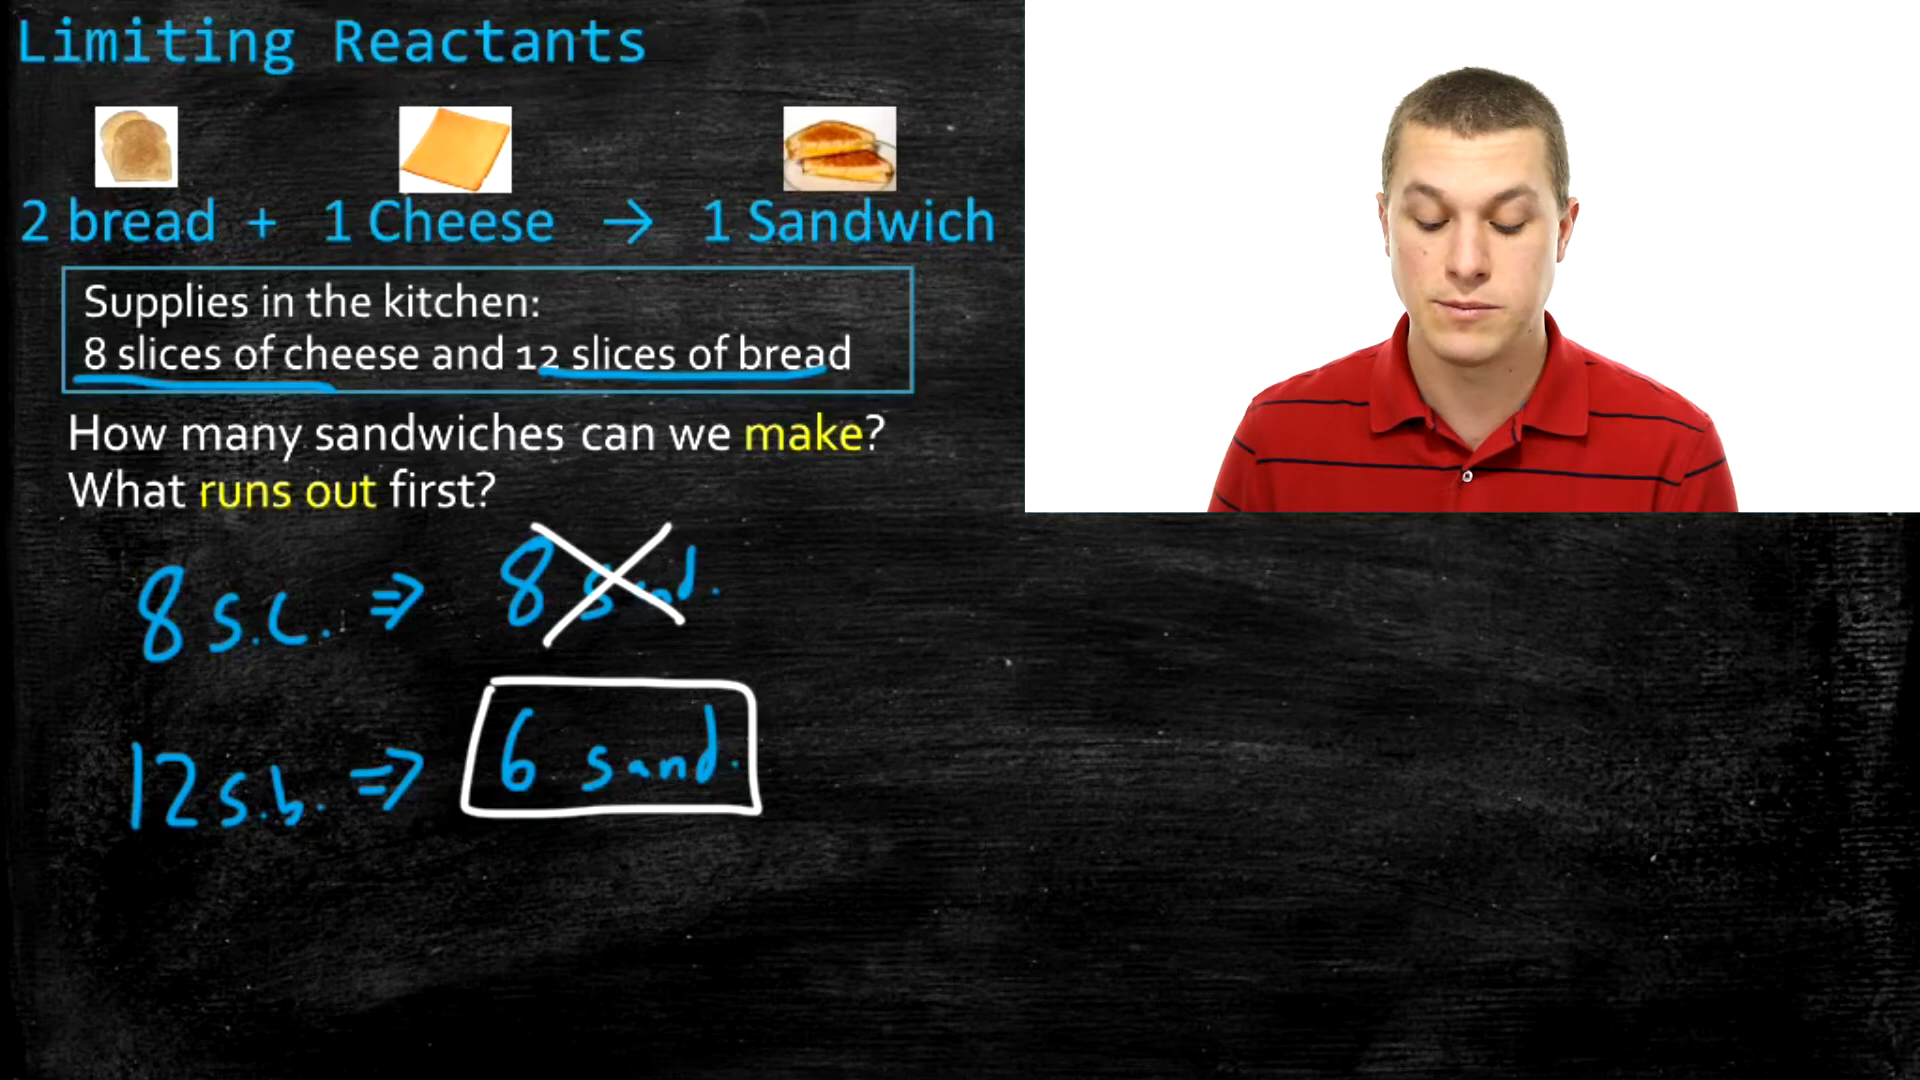 Limiting Reactants
2 bread + 1 Cheese → 1 Sandwich
Supplies in the kitchen:
8 slices of cheese and 12 slices of bread
How many sandwiches can we make?
What runs out first?
8 s.c. ⇒ 8 sand.
12 s.b. ⇒ 6 sand.